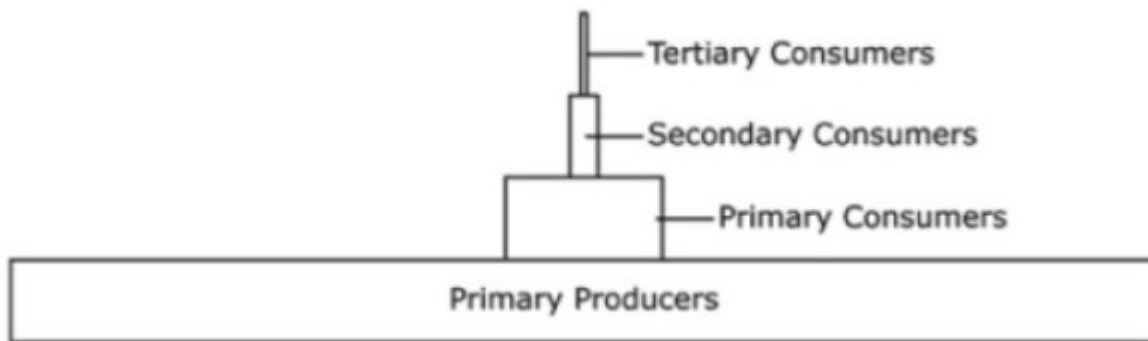 Tertiary Consumers
Secondary Consumers
Primary Consumers
Primary Producers